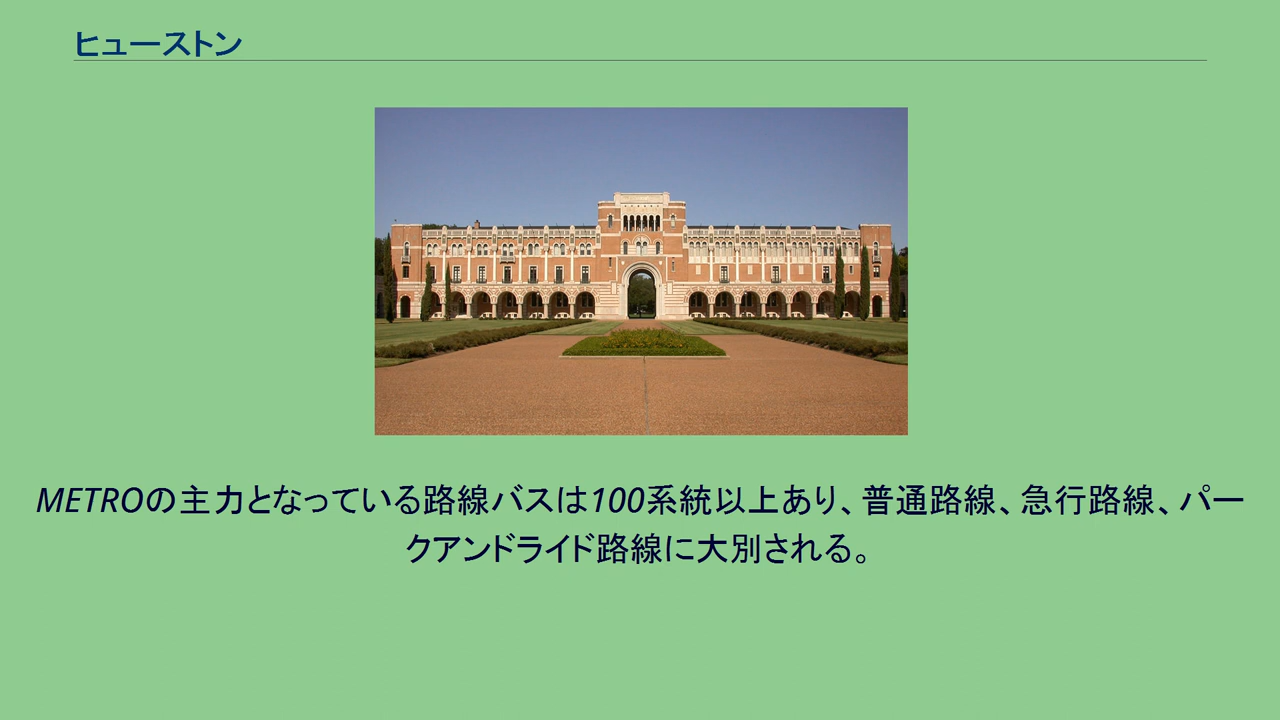 ヒューストン
METROの主力となっている路線バスは100系統以上あり、普通路線、急行路線、パー
クアンドライド路線に大別される。